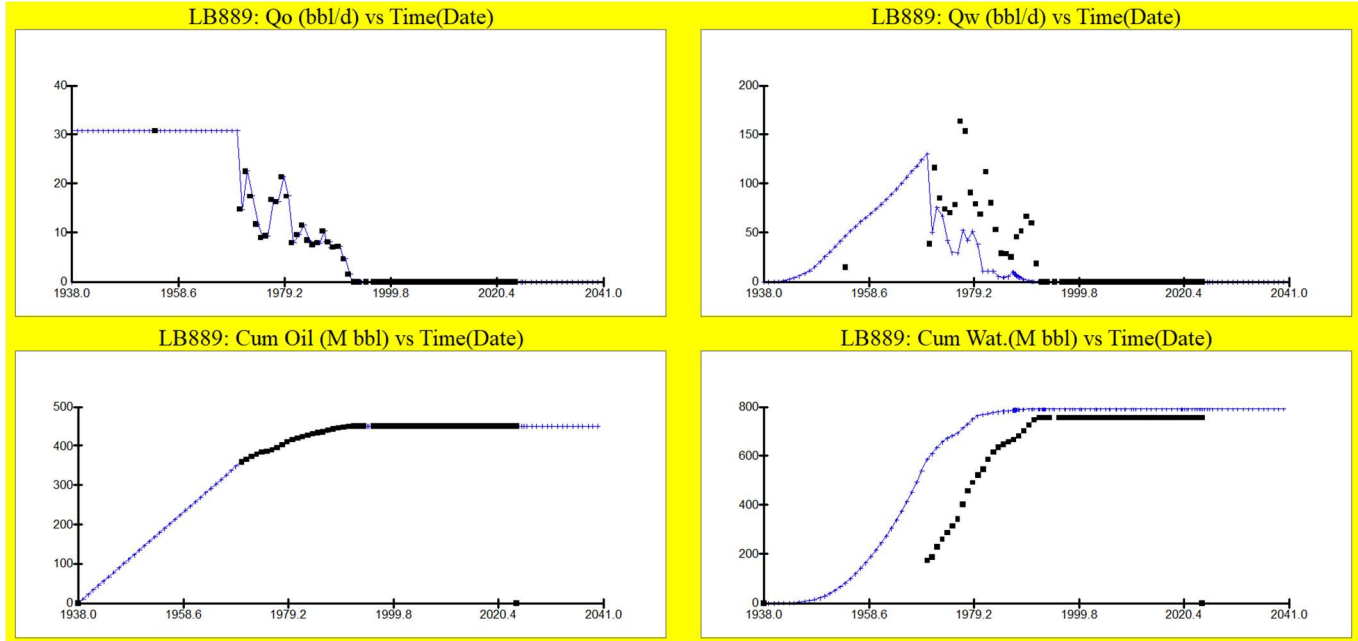 LB889: Qo (bbl/d) vs Time(Date)
40
30
20
10
0
1938.0 1958.6 1979.2 1999.8 2020.4 2041.0
LB889: Qw (bbl/d) vs Time(Date)
200
150
100
50
0
1938.0 1958.6 1979.2 1999.8 2020.4 2041.0
LB889: Cum Oil (M bbl) vs Time(Date)
500
400
300
200
100
0
1938.0 1958.6 1979.2 1999.8 2020.4 2041.0
LB889: Cum Wat.(M bbl) vs Time(Date)
800
600
400
200
0
1938.0 1958.6 1979.2 1999.8 2020.4 2041.0